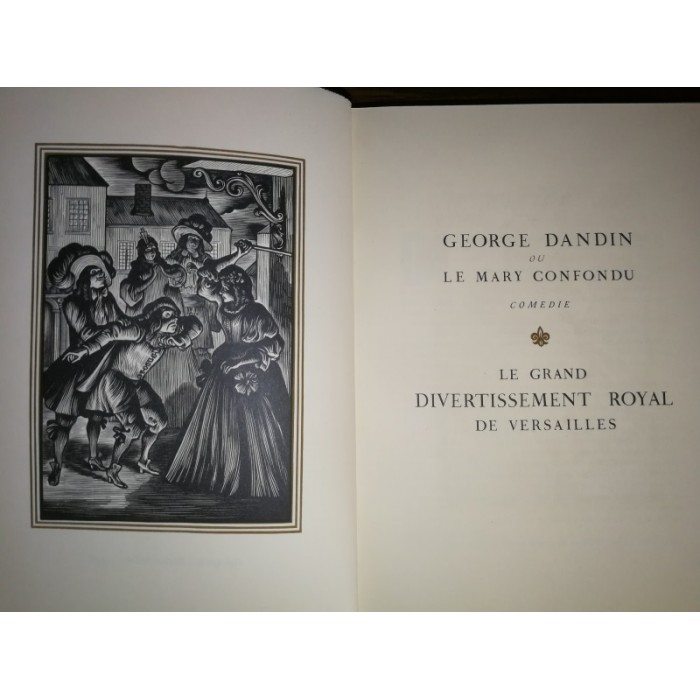 GEORGE DANDIN
OU
LE MARY CONFONDU
COMEDIE
LE GRAND
DIVERTISSEMENT ROYAL
DE VERSAILLES